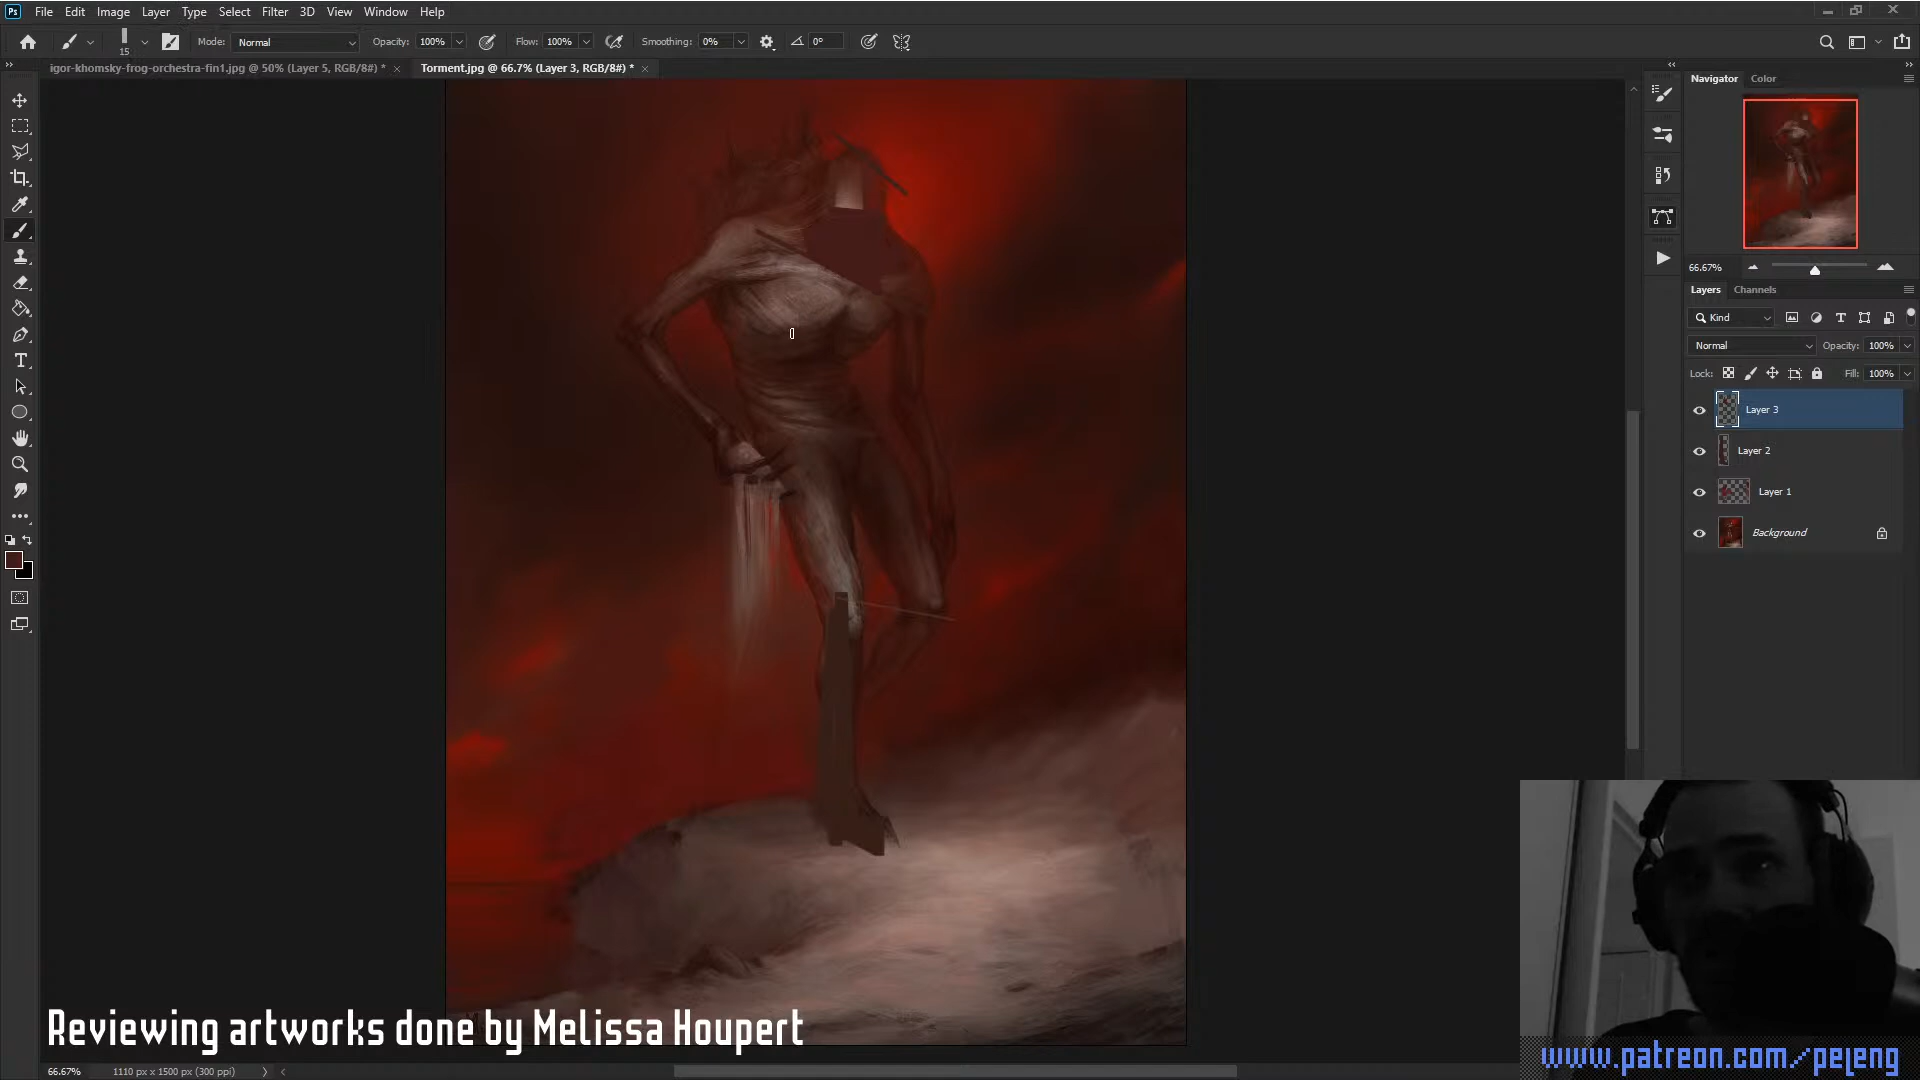 Ps File Edit Image Layer Type Select Filter 3D View Window Help
15 Mode: Normal Opacity: 100% Flow: 100% Smoothing: 0% 0°
igor-khomsky-frog-orchestra-fin1.jpg @ 50% (Layer 5, RGB/8#) * Torment.jpg @ 66.7% (Layer 3, RGB/8#) *
Navigator Color
66.67%
Layers Channels
Kind
Normal Opacity: 100%
Lock: Fill: 100%
Layer 3
Layer 2
Layer 1
Background
Reviewing artworks done by Melissa Houpert
www.patreon.com/peleng
66.67% 1110 px x 1500 px (300 ppi)